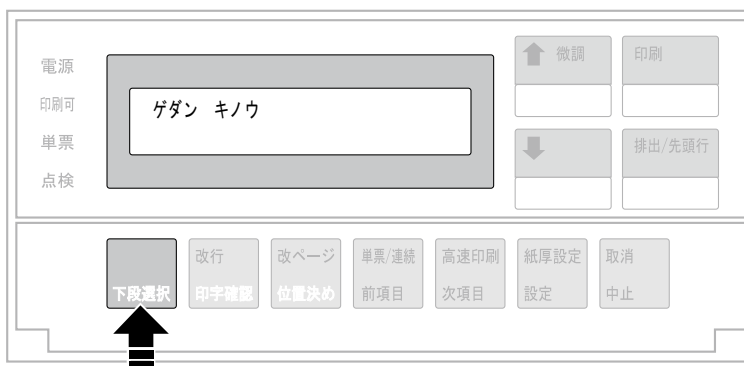 電源
印刷可
単票
点検
ゲダン キノウ
微調
印刷
排出/先頭行
下段選択
改行
印字確認
改ページ
位置決め
単票/連続
前項目
高速印刷
次項目
紙厚設定
設定
取消
中止